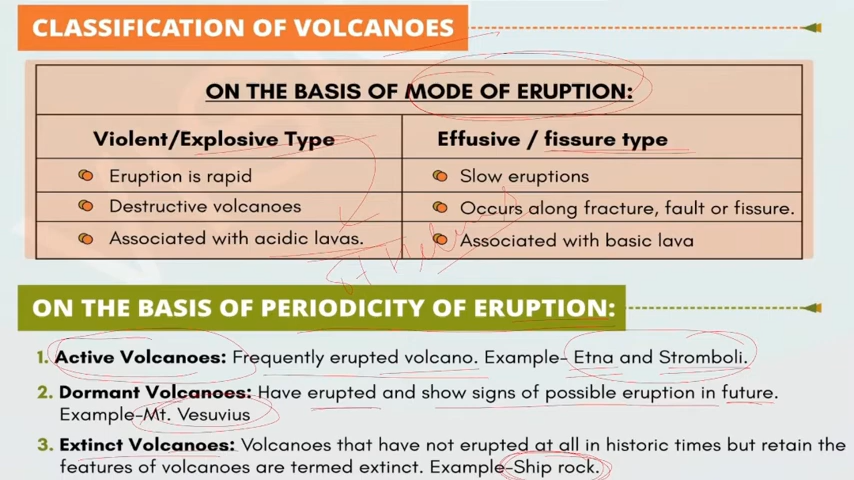 CLASSIFICATION OF VOLCANOES
ON THE BASIS OF MODE OF ERUPTION:
Violent/Explosive Type
Effusive / fissure type
Eruption is rapid
Slow eruptions
Destructive volcanoes
Occurs along fracture, fault or fissure.
Associated with acidic lavas.
Associated with basic lava
ON THE BASIS OF PERIODICITY OF ERUPTION:
1. Active Volcanoes: Frequently erupted volcano. Example- Etna and Stromboli.
2. Dormant Volcanoes: Have erupted and show signs of possible eruption in future.
Example-Mt. Vesuvius
3. Extinct Volcanoes: Volcanoes that have not erupted at all in historic times but retain the
features of volcanoes are termed extinct. Example-Ship rock.